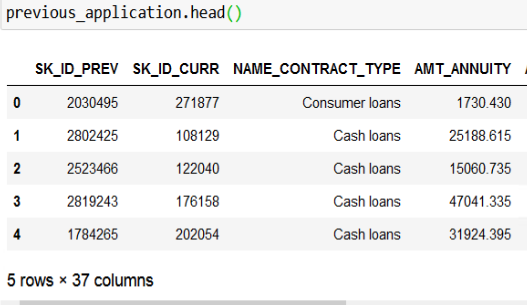 previous_application.head()
SK_ID_PREV SK_ID_CURR NAME_CONTRACT_TYPE AMT_ANNUITY
0 2030495 271877 Consumer loans 1730.430
1 2802425 108129 Cash loans 25188.615
2 2523466 122040 Cash loans 15060.735
3 2819243 176158 Cash loans 47041.335
4 1784265 202054 Cash loans 31924.395
5 rows × 37 columns